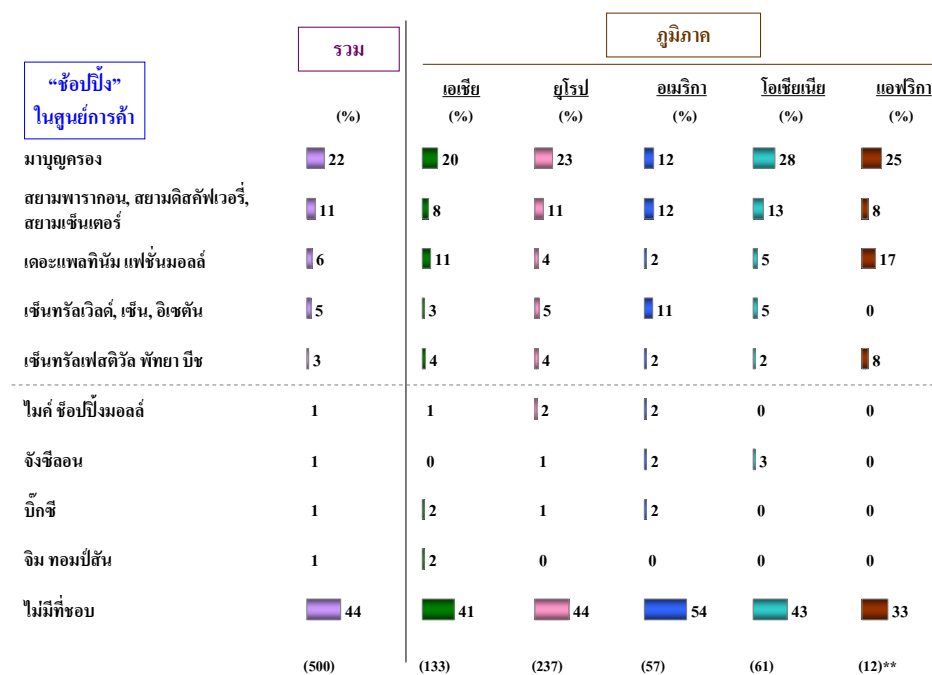 รวม
ภูมิภาค
“ช้อปปิ้ง”
ในศูนย์การค้า
เอเชีย ยุโรป อเมริกา โอเชียเนีย แอฟริกา
(%) (%) (%) (%) (%) (%)
มาบุญครอง 22 20 23 12 28 25
สยามพารากอน, สยามดิสคัฟเวอรี่,
สยามเซ็นเตอร์ 11 8 11 12 13 8
เดอะแพลทินัม แฟชั่นมอลล์ 6 11 4 2 5 17
เซ็นทรัลเวิลด์, เซ็น, อิเซตัน 5 3 5 11 5 0
เซ็นทรัลเฟสติวัล พัทยา บีช 3 4 4 2 2 8
ไมค์ ช็อปปิ้งมอลล์ 1 1 2 2 0 0
จังซีลอน 1 0 1 2 3 0
บิ๊กซี 1 2 1 2 0 0
จิม ทอมป์สัน 1 2 0 0 0 0
ไม่มีที่ชอบ 44 41 44 54 43 33
(500) (133) (237) (57) (61) (12)**